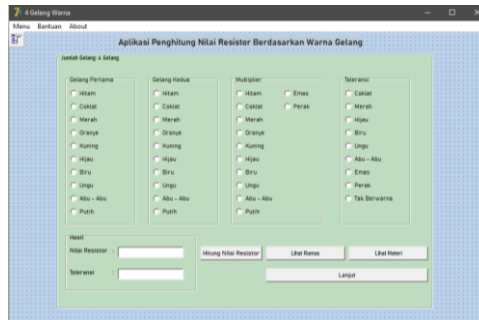 4 Gelang Warna
Menu Bantuan About
Aplikasi Penghitung Nilai Resistor Berdasarkan Warna Gelang
Jumlah Gelang: 4 Gelang
Gelang Pertama
Hitam
Coklat
Merah
Oranye
Kuning
Hijau
Biru
Ungu
Abu - Abu
Putih
Gelang Kedua
Hitam
Coklat
Merah
Oranye
Kuning
Hijau
Biru
Ungu
Abu - Abu
Putih
Multiplier
Hitam Emas
Coklat Perak
Merah
Oranye
Kuning
Hijau
Biru
Ungu
Abu - Abu
Putih
Toleransi
Coklat
Merah
Hijau
Biru
Ungu
Abu - Abu
Emas
Perak
Tak Berwarna
Hasil
Nilai Resistor :
Toleransi :
Hitung Nilai Resistor Lihat Rumus Lihat Materi
Lanjut